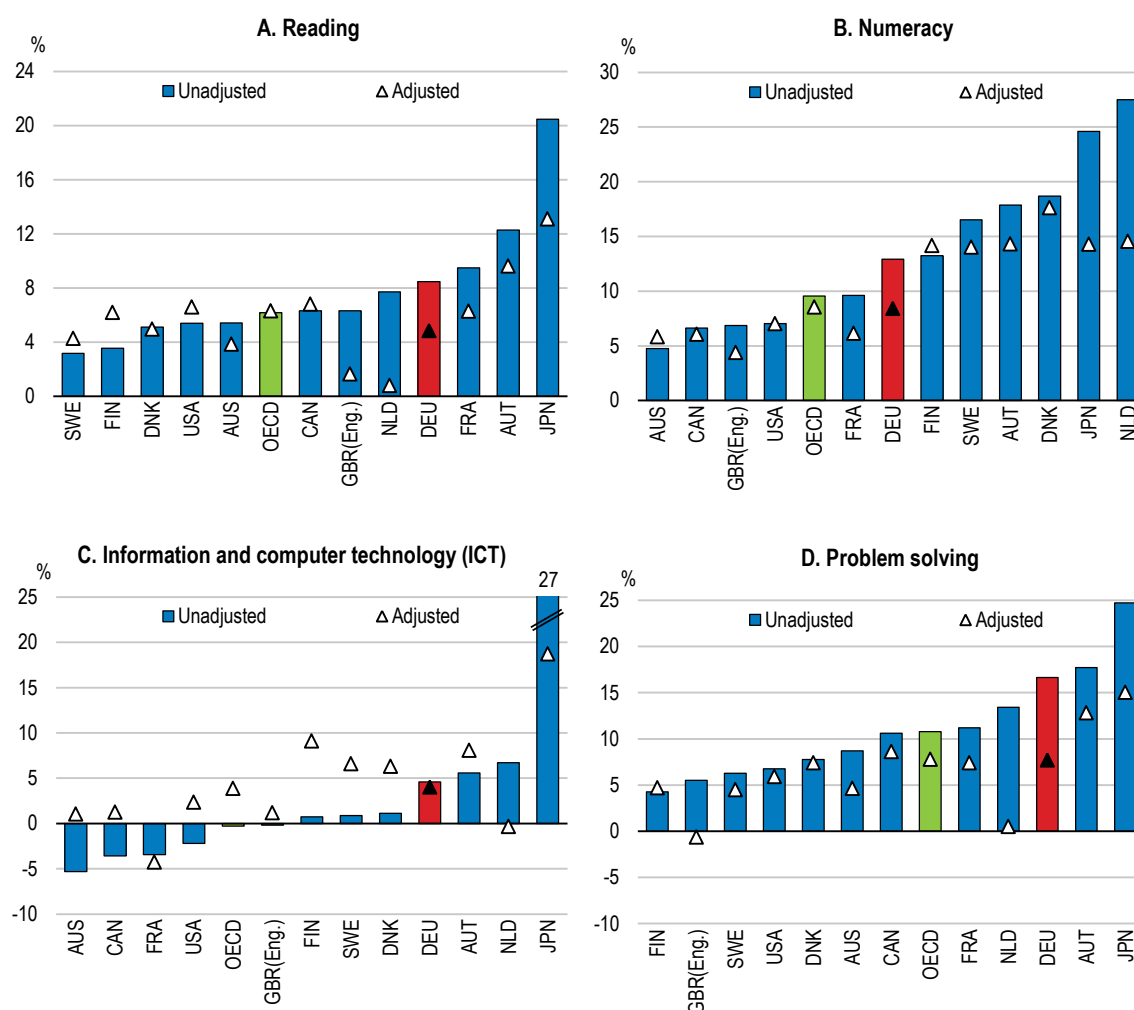 A. Reading
%
Unadjusted Adjusted
24
20
16
12
8
4
0
SWE FIN DNK USA AUS OECD CAN GBR(Eng.) NLD DEU FRA AUT JPN
B. Numeracy
%
Unadjusted Adjusted
30
25
20
15
10
5
0
AUS CAN GBR(Eng.) USA OECD FRA DEU FIN SWE AUT DNK JPN NLD
C. Information and computer technology (ICT)
%
27
Unadjusted Adjusted
25
20
15
10
5
0
-5
-10
AUS CAN FRA USA OECD GBR(Eng.) FIN SWE DNK DEU AUT NLD JPN
D. Problem solving
%
Unadjusted Adjusted
25
20
15
10
5
0
-5
-10
FIN GBR(Eng.) SWE USA DNK AUS CAN OECD FRA NLD DEU AUT JPN